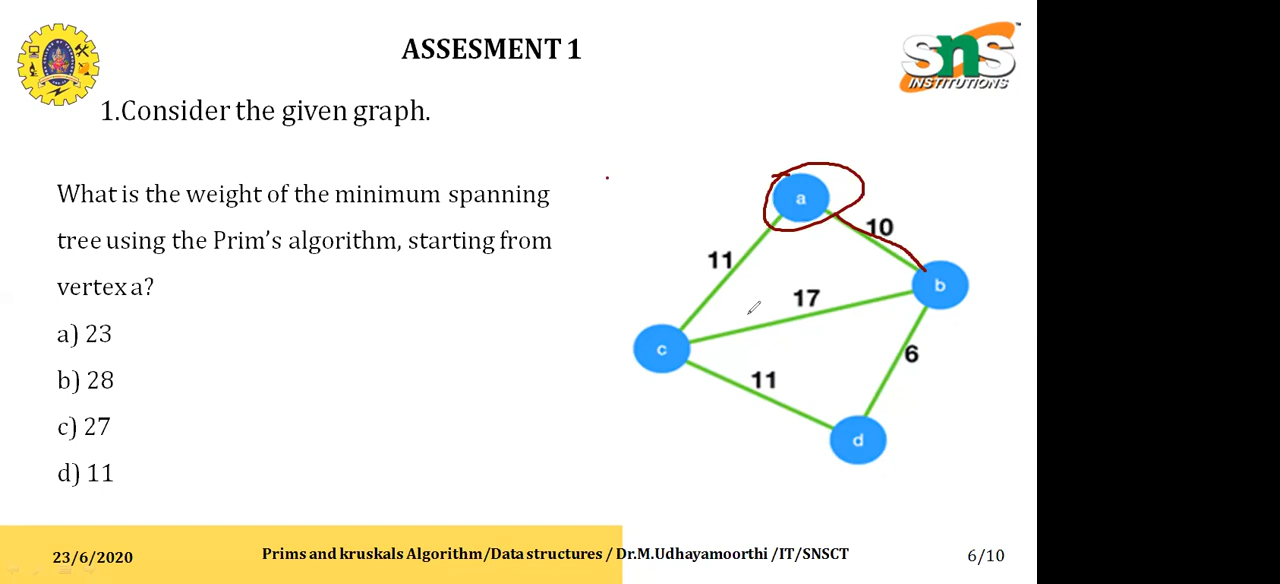 ASSESMENT 1
SNS
INSTITUTIONS
1.Consider the given graph.
What is the weight of the minimum spanning
tree using the Prim’s algorithm, starting from
vertex a?
a) 23
b) 28
c) 27
d) 11
a
10
11
b
17
c
6
11
d
23/6/2020
Prims and kruskals Algorithm/Data structures / Dr.M.Udhayamoorthi /IT/SNSCT
6/10